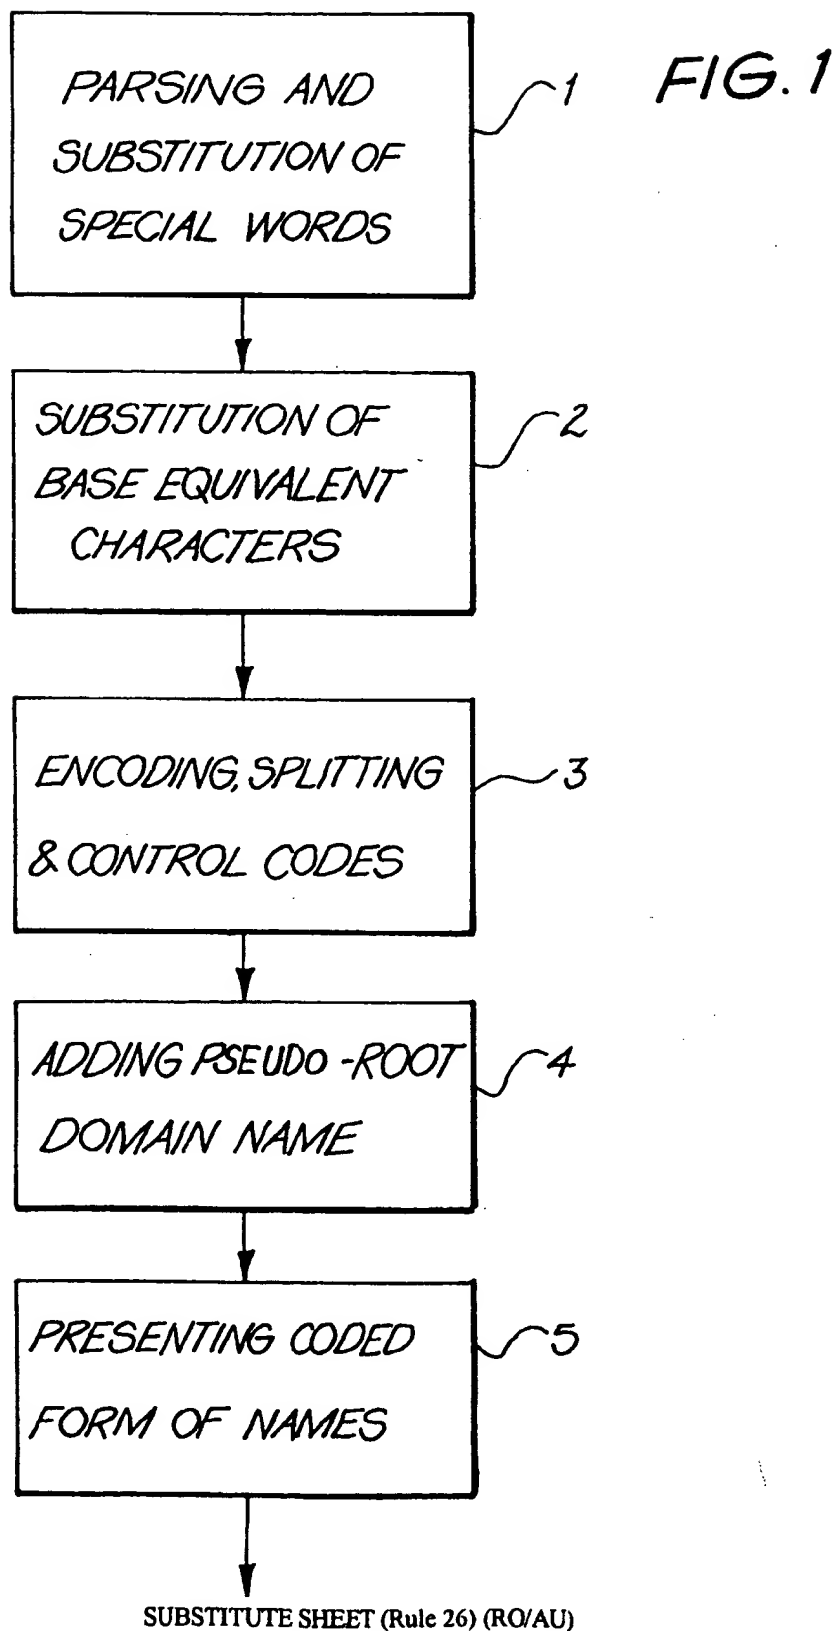 FIG. 1
PARSING AND
SUBSTITUTION OF
SPECIAL WORDS
1
SUBSTITUTION OF
BASE EQUIVALENT
CHARACTERS
2
ENCODING, SPLITTING
& CONTROL CODES
3
ADDING PSEUDO-ROOT
DOMAIN NAME
4
PRESENTING CODED
FORM OF NAMES
5
SUBSTITUTE SHEET (Rule 26) (RO/AU)